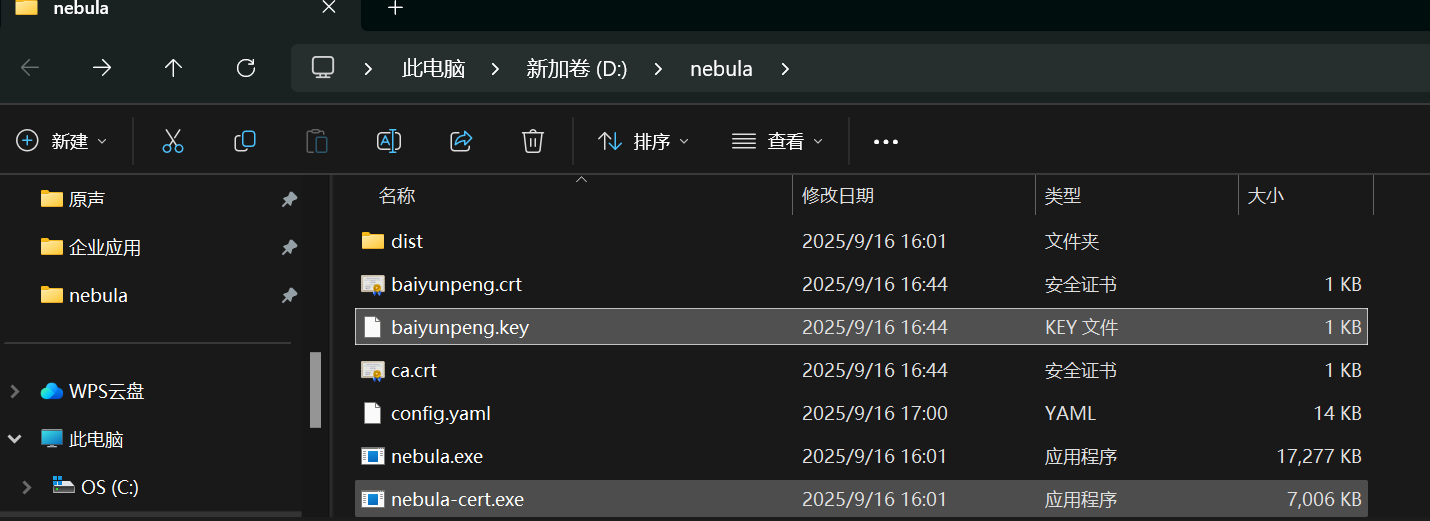 nebula
此电脑 新加卷 (D:) nebula
新建 排序 查看
原声
企业应用
nebula
WPS云盘
此电脑
OS (C:)
名称 修改日期 类型 大小
dist 2025/9/16 16:01 文件夹
baiyunpeng.crt 2025/9/16 16:44 安全证书 1 KB
baiyunpeng.key 2025/9/16 16:44 KEY 文件 1 KB
ca.crt 2025/9/16 16:44 安全证书 1 KB
config.yaml 2025/9/16 17:00 YAML 14 KB
nebula.exe 2025/9/16 16:01 应用程序 17,277 KB
nebula-cert.exe 2025/9/16 16:01 应用程序 7,006 KB